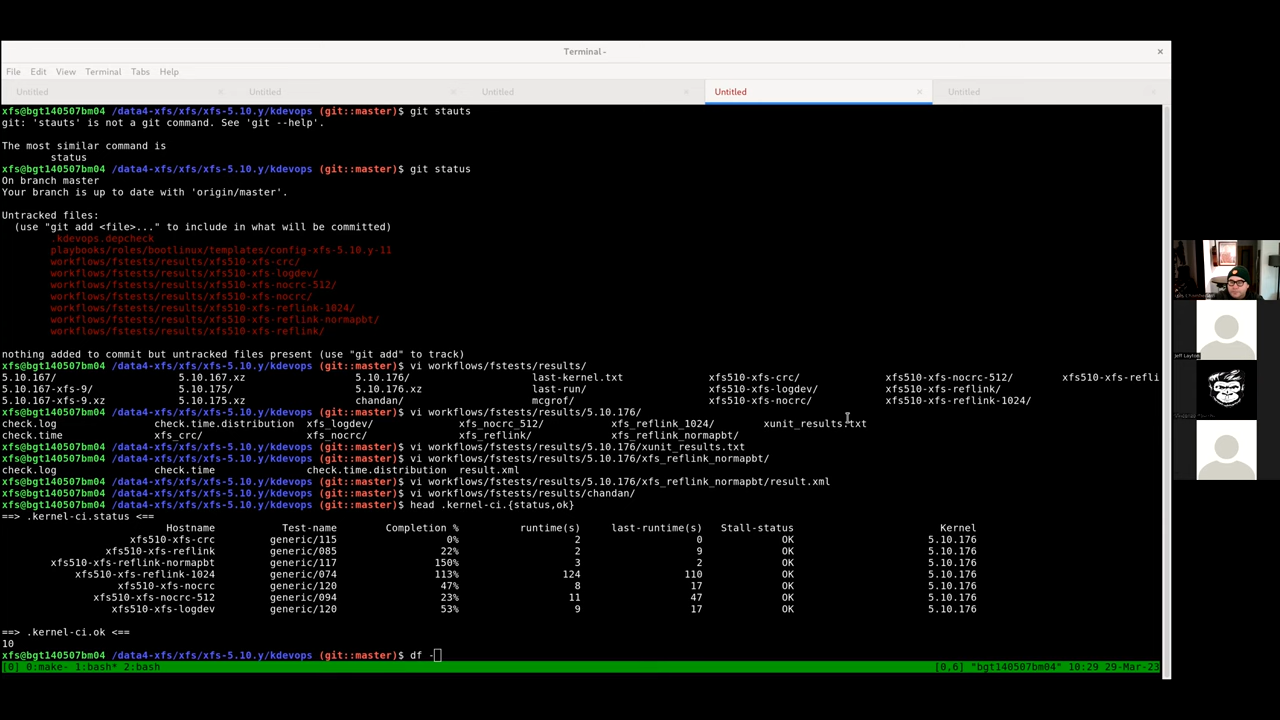 Terminal -
File Edit View Terminal Tabs Help
Untitled Untitled Untitled Untitled Untitled
xfs@bgt140507bm04 /data4-xfs/xfs/xfs-5.10.y/kdevops (git::master)$ git stauts
git: 'stauts' is not a git command. See 'git --help'.
The most similar command is
status
xfs@bgt140507bm04 /data4-xfs/xfs/xfs-5.10.y/kdevops (git::master)$ git status
On branch master
Your branch is up to date with 'origin/master'.
Untracked files:
(use "git add <file>..." to include in what will be committed)
.kdevops.depcheck
playbooks/roles/bootlinux/templates/config-xfs-5.10.y-11
workflows/fstests/results/xfs510-xfs-crc/
workflows/fstests/results/xfs510-xfs-logdev/
workflows/fstests/results/xfs510-xfs-nocrc-512/
workflows/fstests/results/xfs510-xfs-nocrc/
workflows/fstests/results/xfs510-xfs-reflink-1024/
workflows/fstests/results/xfs510-xfs-reflink-normapbt/
workflows/fstests/results/xfs510-xfs-reflink/
nothing added to commit but untracked files present (use "git add" to track)
xfs@bgt140507bm04 /data4-xfs/xfs/xfs-5.10.y/kdevops (git::master)$ vi workflows/fstests/results/
5.10.167/ 5.10.167.xz 5.10.176/ last-kernel.txt xfs510-xfs-crc/ xfs510-xfs-nocrc-512/ xfs510-xfs-refli
5.10.167-xfs-9/ 5.10.175/ 5.10.176.xz last-run/ xfs510-xfs-logdev/ xfs510-xfs-reflink/
5.10.167-xfs-9.xz 5.10.175.xz chandan/ mcgrof/ xfs510-xfs-nocrc/ xfs510-xfs-reflink-1024/
xfs@bgt140507bm04 /data4-xfs/xfs/xfs-5.10.y/kdevops (git::master)$ vi workflows/fstests/results/5.10.176/
check.log check.time.distribution xfs_logdev/ xfs_nocrc_512/ xfs_reflink_1024/ xunit_results.txt
check.time xfs_crc/ xfs_nocrc/ xfs_reflink/ xfs_reflink_normapbt/
xfs@bgt140507bm04 /data4-xfs/xfs/xfs-5.10.y/kdevops (git::master)$ vi workflows/fstests/results/5.10.176/xunit_results.txt
xfs@bgt140507bm04 /data4-xfs/xfs/xfs-5.10.y/kdevops (git::master)$ vi workflows/fstests/results/5.10.176/xfs_reflink_normapbt/
check.log check.time check.time.distribution result.xml
xfs@bgt140507bm04 /data4-xfs/xfs/xfs-5.10.y/kdevops (git::master)$ vi workflows/fstests/results/5.10.176/xfs_reflink_normapbt/result.xml
xfs@bgt140507bm04 /data4-xfs/xfs/xfs-5.10.y/kdevops (git::master)$ vi workflows/fstests/results/chandan/
xfs@bgt140507bm04 /data4-xfs/xfs/xfs-5.10.y/kdevops (git::master)$ head .kernel-ci.{status,ok}
==> .kernel-ci.status <==
Hostname Test-name Completion % runtime(s) last-runtime(s) Stall-status Kernel
xfs510-xfs-crc generic/115 0% 2 0 OK 5.10.176
xfs510-xfs-reflink generic/085 22% 2 9 OK 5.10.176
xfs510-xfs-reflink-normapbt generic/117 150% 3 2 OK 5.10.176
xfs510-xfs-reflink-1024 generic/074 113% 124 110 OK 5.10.176
xfs510-xfs-nocrc generic/120 47% 8 17 OK 5.10.176
xfs510-xfs-nocrc-512 generic/094 23% 11 47 OK 5.10.176
xfs510-xfs-logdev generic/120 53% 9 17 OK 5.10.176
==> .kernel-ci.ok <==
10
xfs@bgt140507bm04 /data4-xfs/xfs/xfs-5.10.y/kdevops (git::master)$ df -
[0] 0:make- 1:bash* 2:bash [0,6] "bgt140507bm04" 10:29 29-Mar-23
Jeff Layton